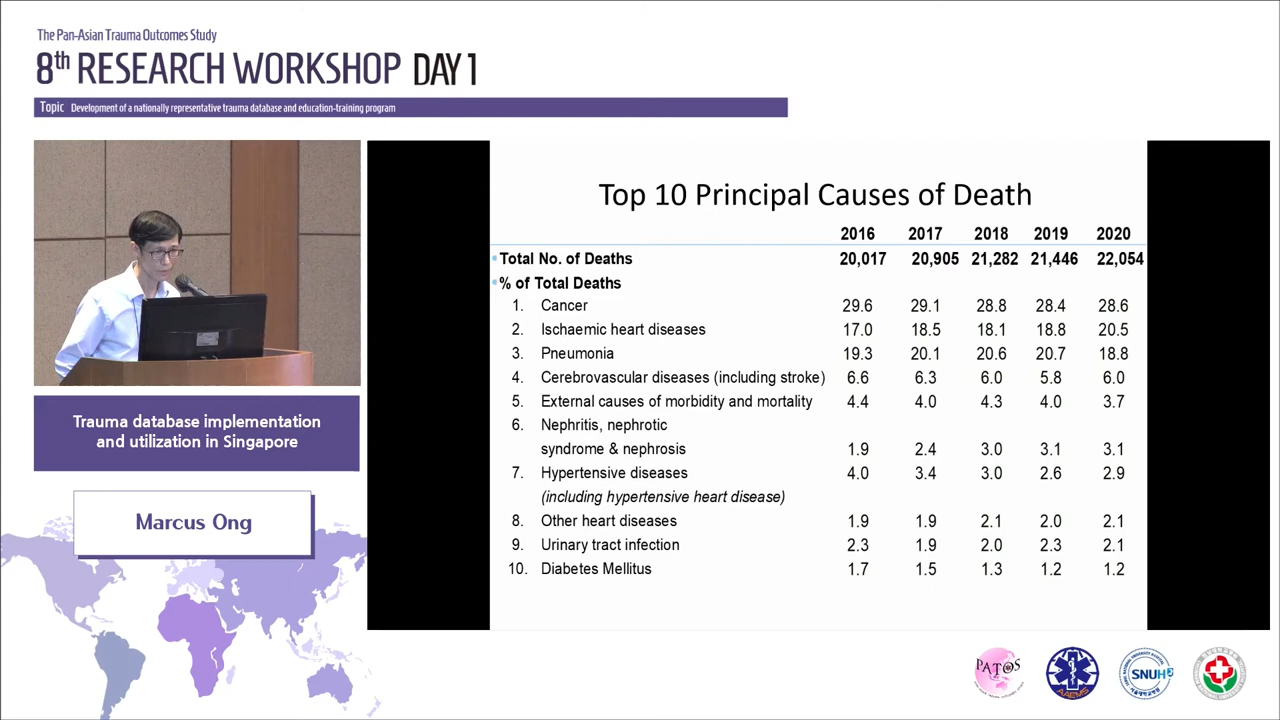 The Pan-Asian Trauma Outcomes Study
8th RESEARCH WORKSHOP DAY 1
Topic Development of a nationally representative trauma database and education-training program
Trauma database implementation
and utilization in Singapore
Marcus Ong
Top 10 Principal Causes of Death
2016 2017 2018 2019 2020
• Total No. of Deaths 20,017 20,905 21,282 21,446 22,054
• % of Total Deaths
1. Cancer 29.6 29.1 28.8 28.4 28.6
2. Ischaemic heart diseases 17.0 18.5 18.1 18.8 20.5
3. Pneumonia 19.3 20.1 20.6 20.7 18.8
4. Cerebrovascular diseases (including stroke) 6.6 6.3 6.0 5.8 6.0
5. External causes of morbidity and mortality 4.4 4.0 4.3 4.0 3.7
6. Nephritis, nephrotic
syndrome & nephrosis 1.9 2.4 3.0 3.1 3.1
7. Hypertensive diseases 4.0 3.4 3.0 2.6 2.9
(including hypertensive heart disease)
8. Other heart diseases 1.9 1.9 2.1 2.0 2.1
9. Urinary tract infection 2.3 1.9 2.0 2.3 2.1
10. Diabetes Mellitus 1.7 1.5 1.3 1.2 1.2
PATOS
AAEMS
SNUH